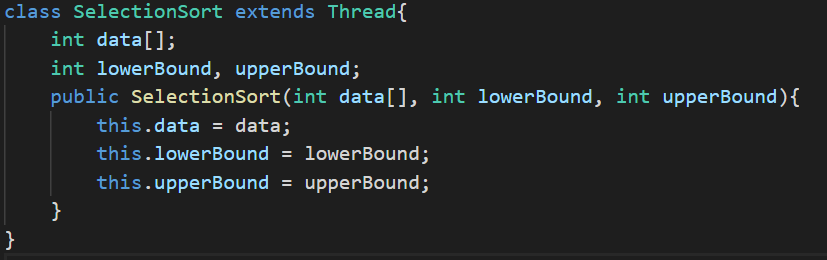 class SelectionSort extends Thread{
    int data[];
    int lowerBound, upperBound;
    public SelectionSort(int data[], int lowerBound, int upperBound){
        this.data = data;
        this.lowerBound = lowerBound;
        this.upperBound = upperBound;
    }
}